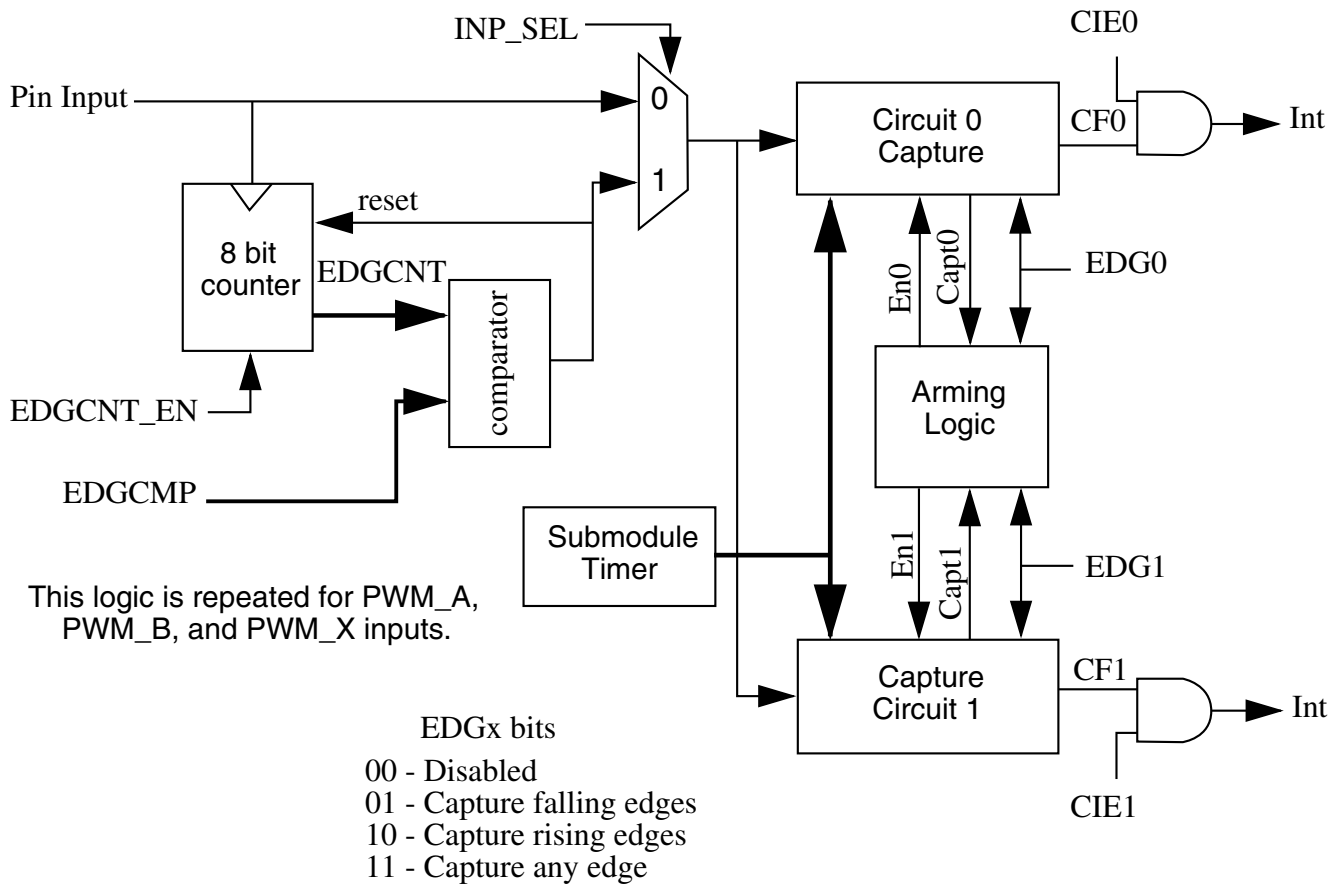 CIE0
INP_SEL
Pin Input
0
Circuit 0
Capture
CF0
Int
1
reset
8 bit
counter
EDGCNT
En0
Capt0
EDG0
comparator
Arming
Logic
EDGCNT_EN
EDGCMP
Submodule
Timer
En1
Capt1
EDG1
This logic is repeated for PWM_A,
PWM_B, and PWM_X inputs.
Capture
Circuit 1
CF1
Int
CIE1
EDGx bits
00 - Disabled
01 - Capture falling edges
10 - Capture rising edges
11 - Capture any edge